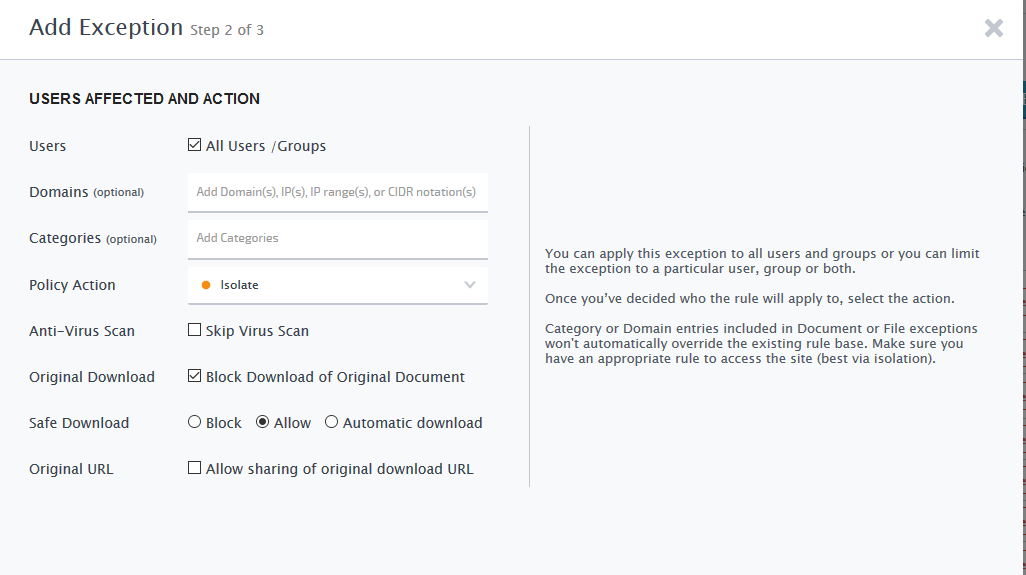 Add Exception Step 2 of 3
USERS AFFECTED AND ACTION
Users All Users /Groups
Domains (optional) Add Domain(s), IP(s), IP range(s), or CIDR notation(s)
Categories (optional) Add Categories
Policy Action Isolate
Anti-Virus Scan Skip Virus Scan
Original Download Block Download of Original Document
Safe Download Block Allow Automatic download
Original URL Allow sharing of original download URL
You can apply this exception to all users and groups or you can limit
the exception to a particular user, group or both.
Once you've decided who the rule will apply to, select the action.
Category or Domain entries included in Document or File exceptions
won't automatically override the existing rule base. Make sure you
have an appropriate rule to access the site (best via isolation).